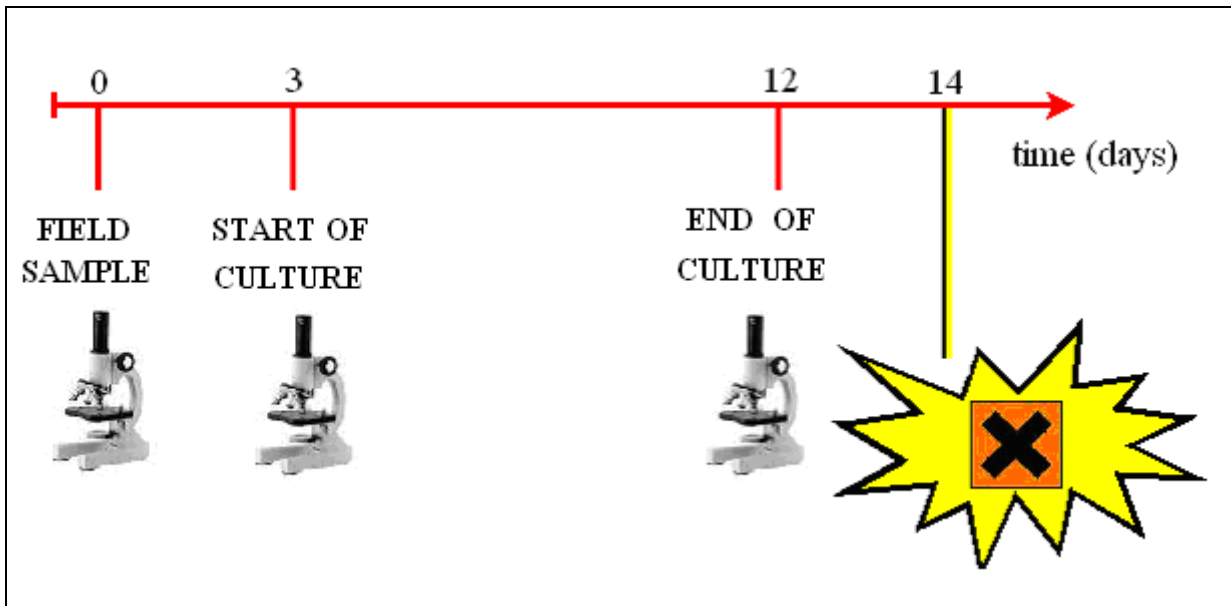 0 3 12 14
time (days)
FIELD
SAMPLE
START OF
CULTURE
END OF
CULTURE